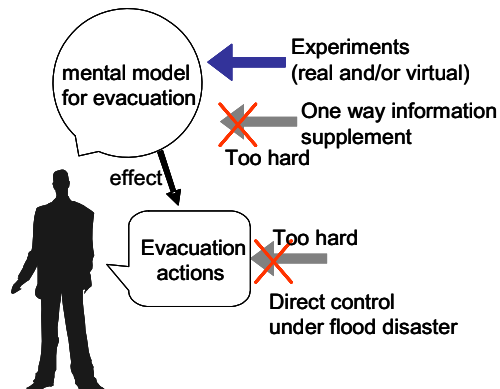 mental model
for evacuation
Experiments
(real and/or virtual)
One way information
supplement
Too hard
effect
Evacuation
actions
Too hard
Direct control
under flood disaster